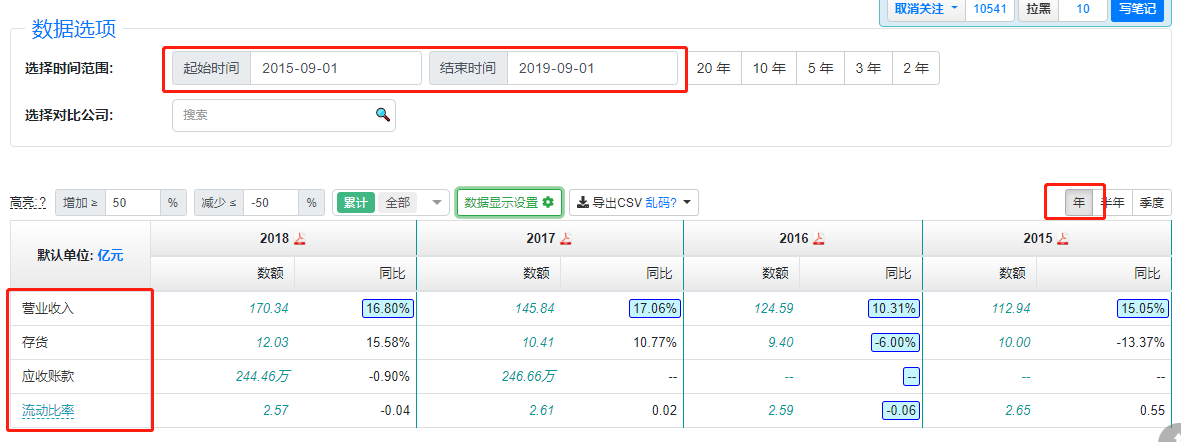 取消关注 10541 拉黑 10 写笔记
数据选项
选择时间范围: 起始时间 2015-09-01 结束时间 2019-09-01 20 年 10 年 5 年 3 年 2 年
选择对比公司: 搜索
高亮:? 增加 ≥ 50 % 减少 ≤ -50 % 累计 全部 数据显示设置 导出CSV 乱码? 年 半年 季度
默认单位: 亿元 2018 2017 2016 2015
数额 同比 数额 同比 数额 同比 数额 同比
营业收入 170.34 16.80% 145.84 17.06% 124.59 10.31% 112.94 15.05%
存货 12.03 15.58% 10.41 10.77% 9.40 -6.00% 10.00 -13.37%
应收账款 244.46万 -0.90% 246.66万 -- -- -- -- --
流动比率 2.57 -0.04 2.61 0.02 2.59 -0.06 2.65 0.55